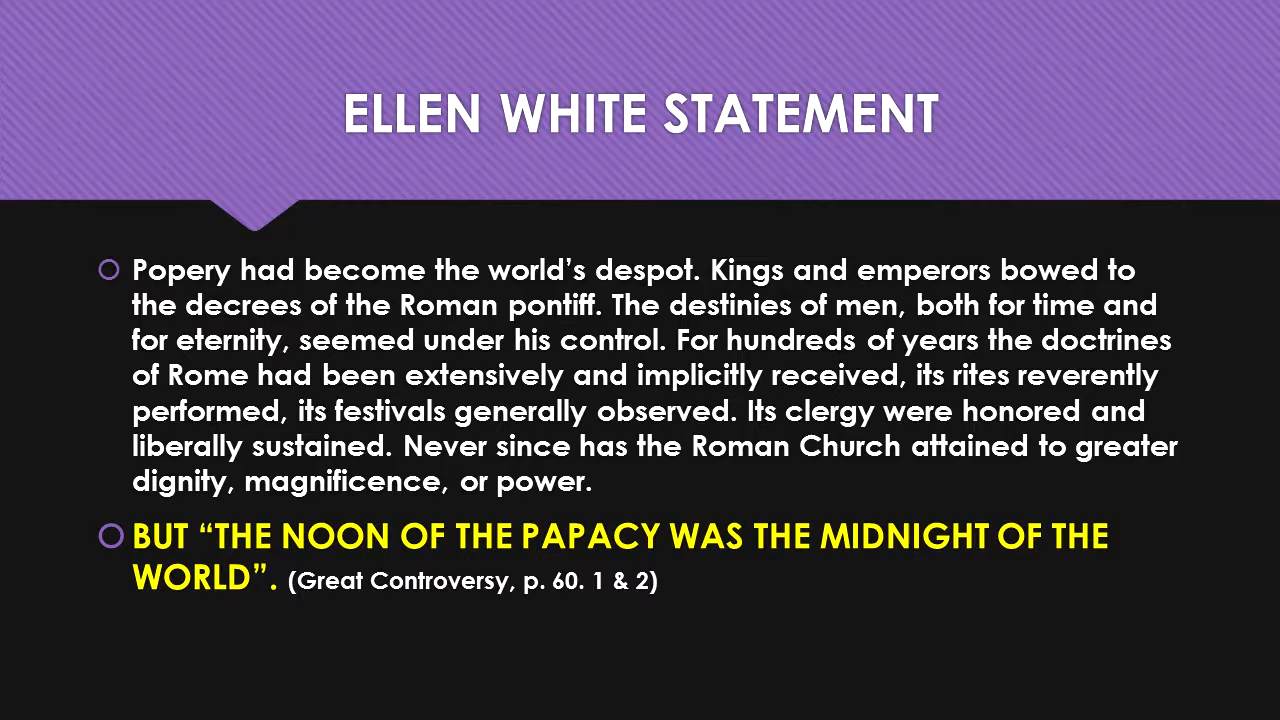 ELLEN WHITE STATEMENT
Popery had become the world’s despot. Kings and emperors bowed to
the decrees of the Roman pontiff. The destinies of men, both for time and
for eternity, seemed under his control. For hundreds of years the doctrines
of Rome had been extensively and implicitly received, its rites reverently
performed, its festivals generally observed. Its clergy were honored and
liberally sustained. Never since has the Roman Church attained to greater
dignity, magnificence, or power.
BUT “THE NOON OF THE PAPACY WAS THE MIDNIGHT OF THE
WORLD”. (Great Controversy, p. 60. 1 & 2)